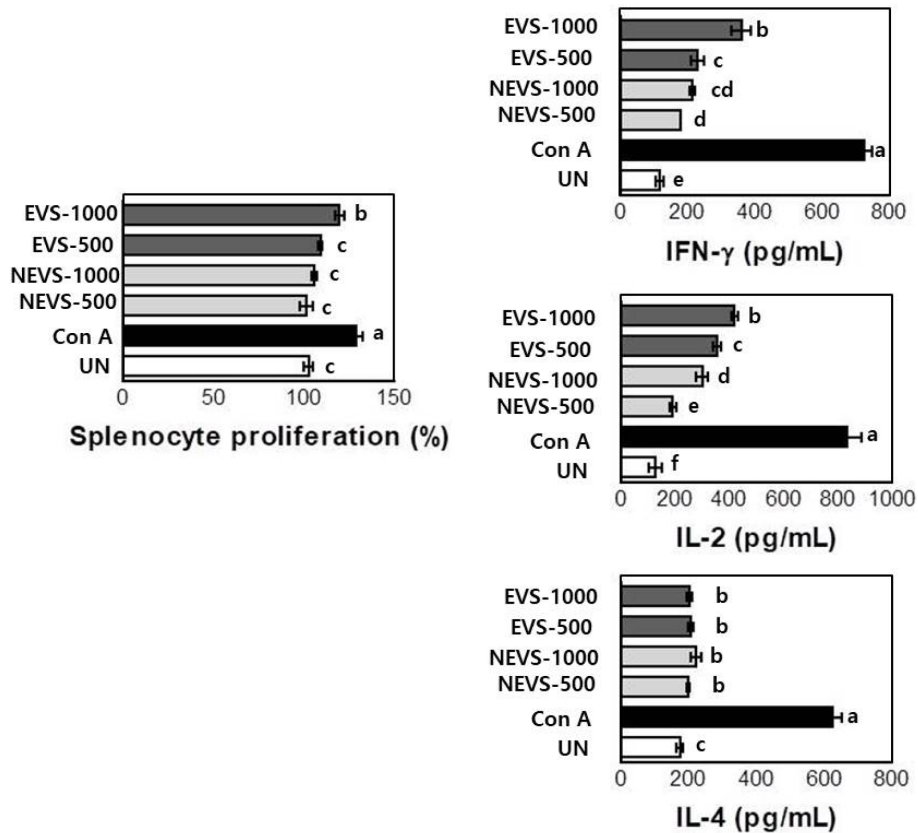 EVS-1000 b
EVS-500 c
NEVS-1000 c
NEVS-500 c
Con A a
UN c
0 50 100 150
Splenocyte proliferation (%)
EVS-1000 b
EVS-500 c
NEVS-1000 cd
NEVS-500 d
Con A a
UN e
0 200 400 600 800
IFN-γ (pg/mL)
EVS-1000 b
EVS-500 c
NEVS-1000 d
NEVS-500 e
Con A a
UN f
0 200 400 600 800 1000
IL-2 (pg/mL)
EVS-1000 b
EVS-500 b
NEVS-1000 b
NEVS-500 b
Con A a
UN c
0 200 400 600 800
IL-4 (pg/mL)